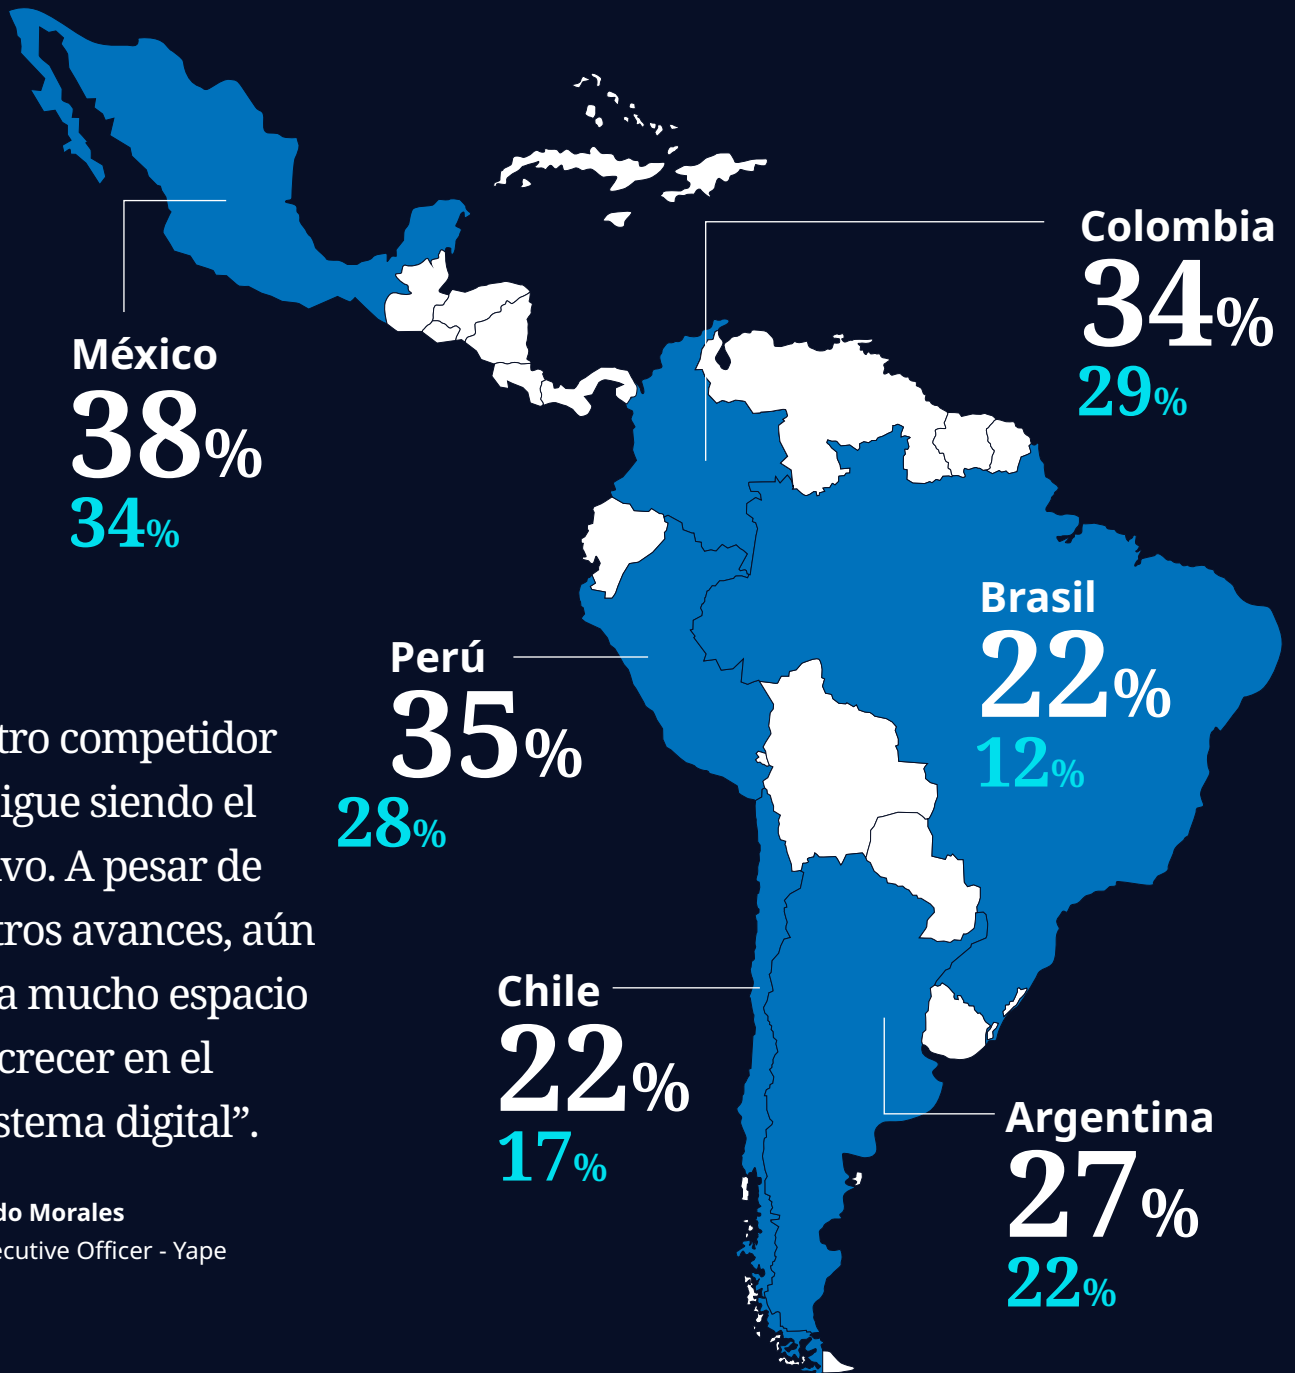 México
38%
34%
Colombia
34%
29%
Brasil
22%
12%
Perú
35%
28%
tro competidor
igue siendo el
vo. A pesar de
tros avances, aún
a mucho espacio
crecer en el
stema digital”.
do Morales
ecutive Officer - Yape
Chile
22%
17%
Argentina
27%
22%